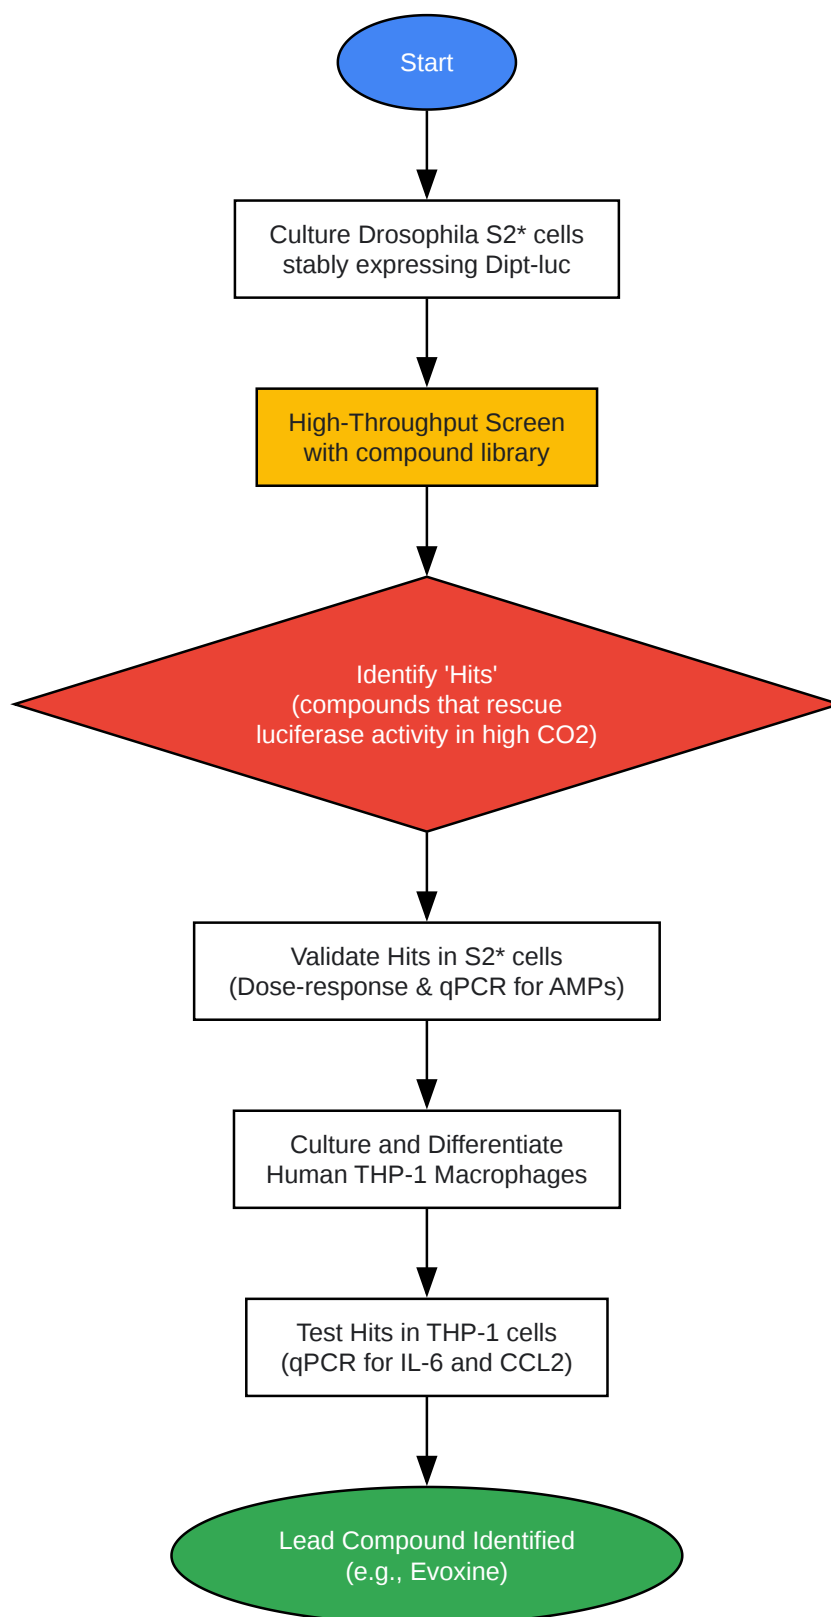 Start
Culture Drosophila S2* cells
stably expressing Dipt-luc
High-Throughput Screen
with compound library
Identify 'Hits'
(compounds that rescue
luciferase activity in high CO2)
Validate Hits in S2* cells
(Dose-response & qPCR for AMPs)
Culture and Differentiate
Human THP-1 Macrophages
Test Hits in THP-1 cells
(qPCR for IL-6 and CCL2)
Lead Compound Identified
(e.g., Evoxine)